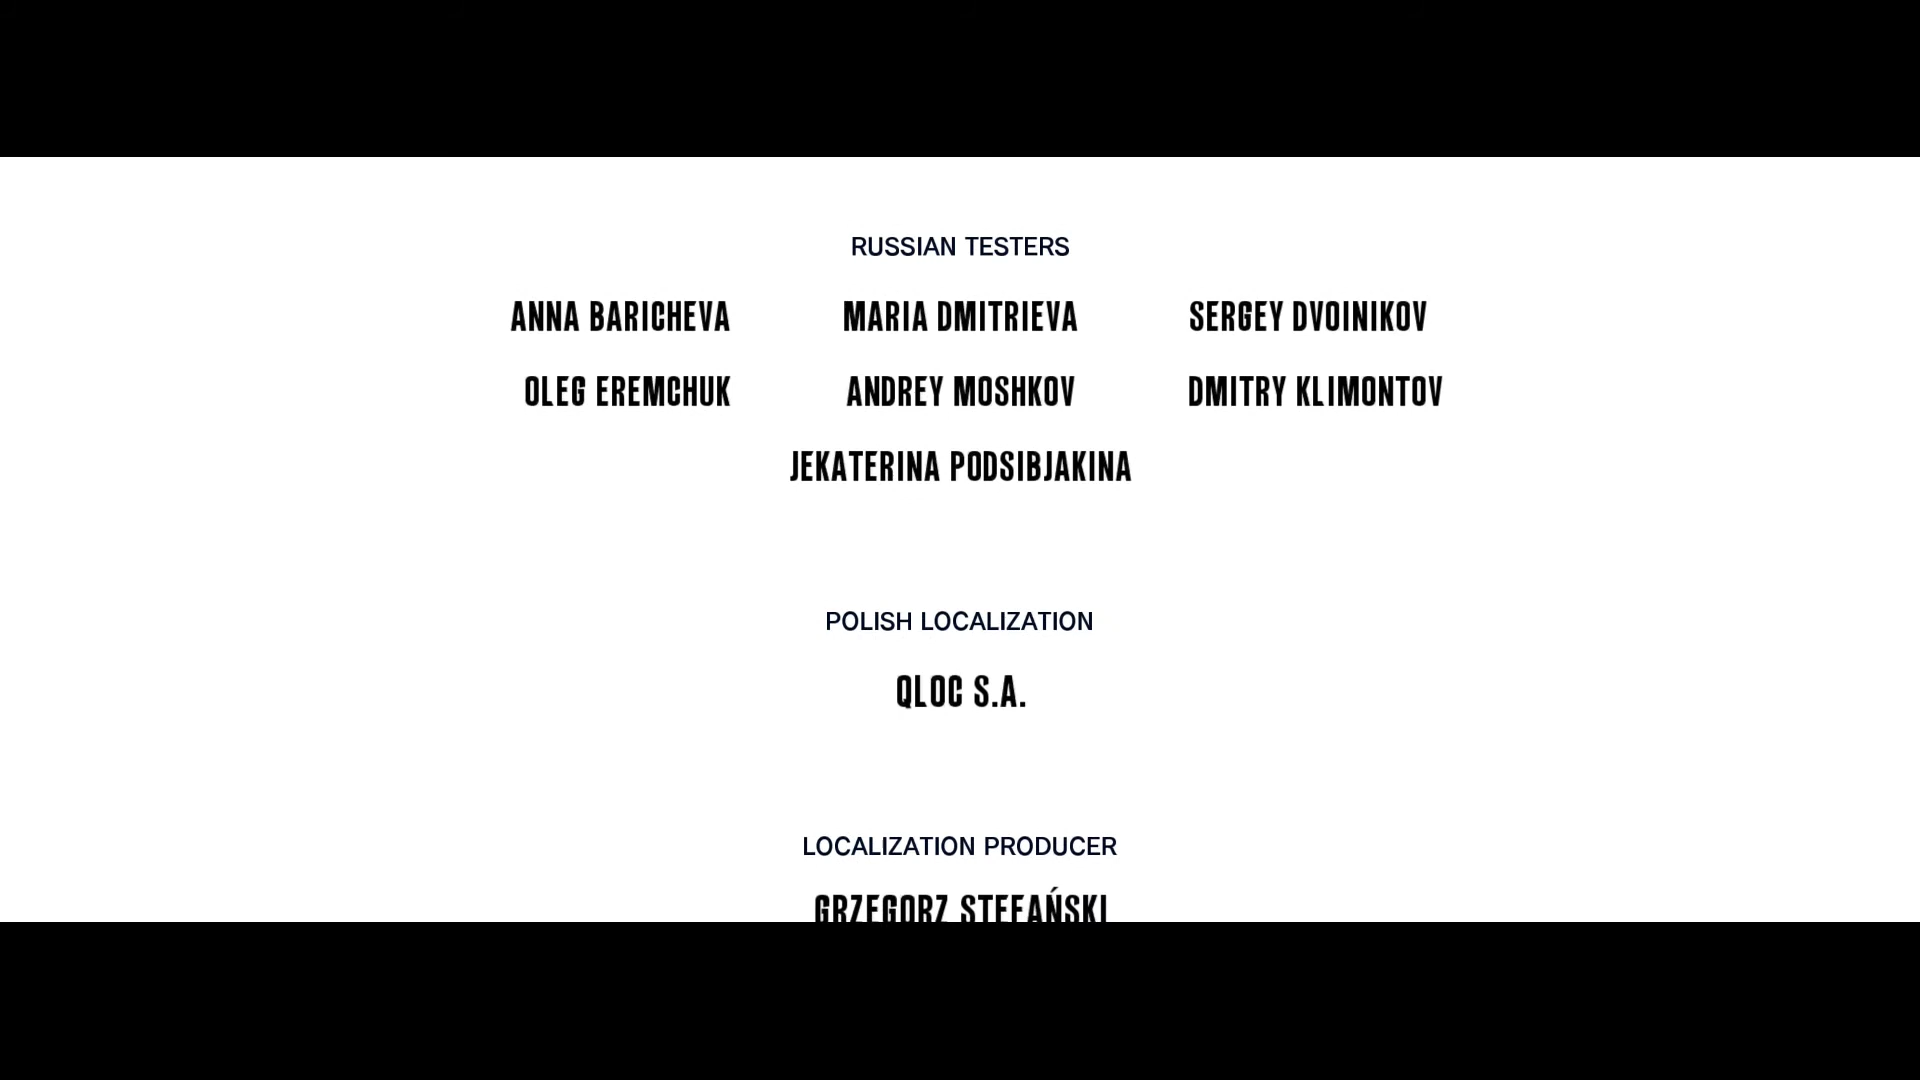 RUSSIAN TESTERS
ANNA BARICHEVA MARIA DMITRIEVA SERGEY DVOINIKOV
OLEG EREMCHUK ANDREY MOSHKOV DMITRY KLIMONTOV
JEKATERINA PODSIBJAKINA
POLISH LOCALIZATION
QLOC S.A.
LOCALIZATION PRODUCER
GRZEGORZ STEFAŃSKI